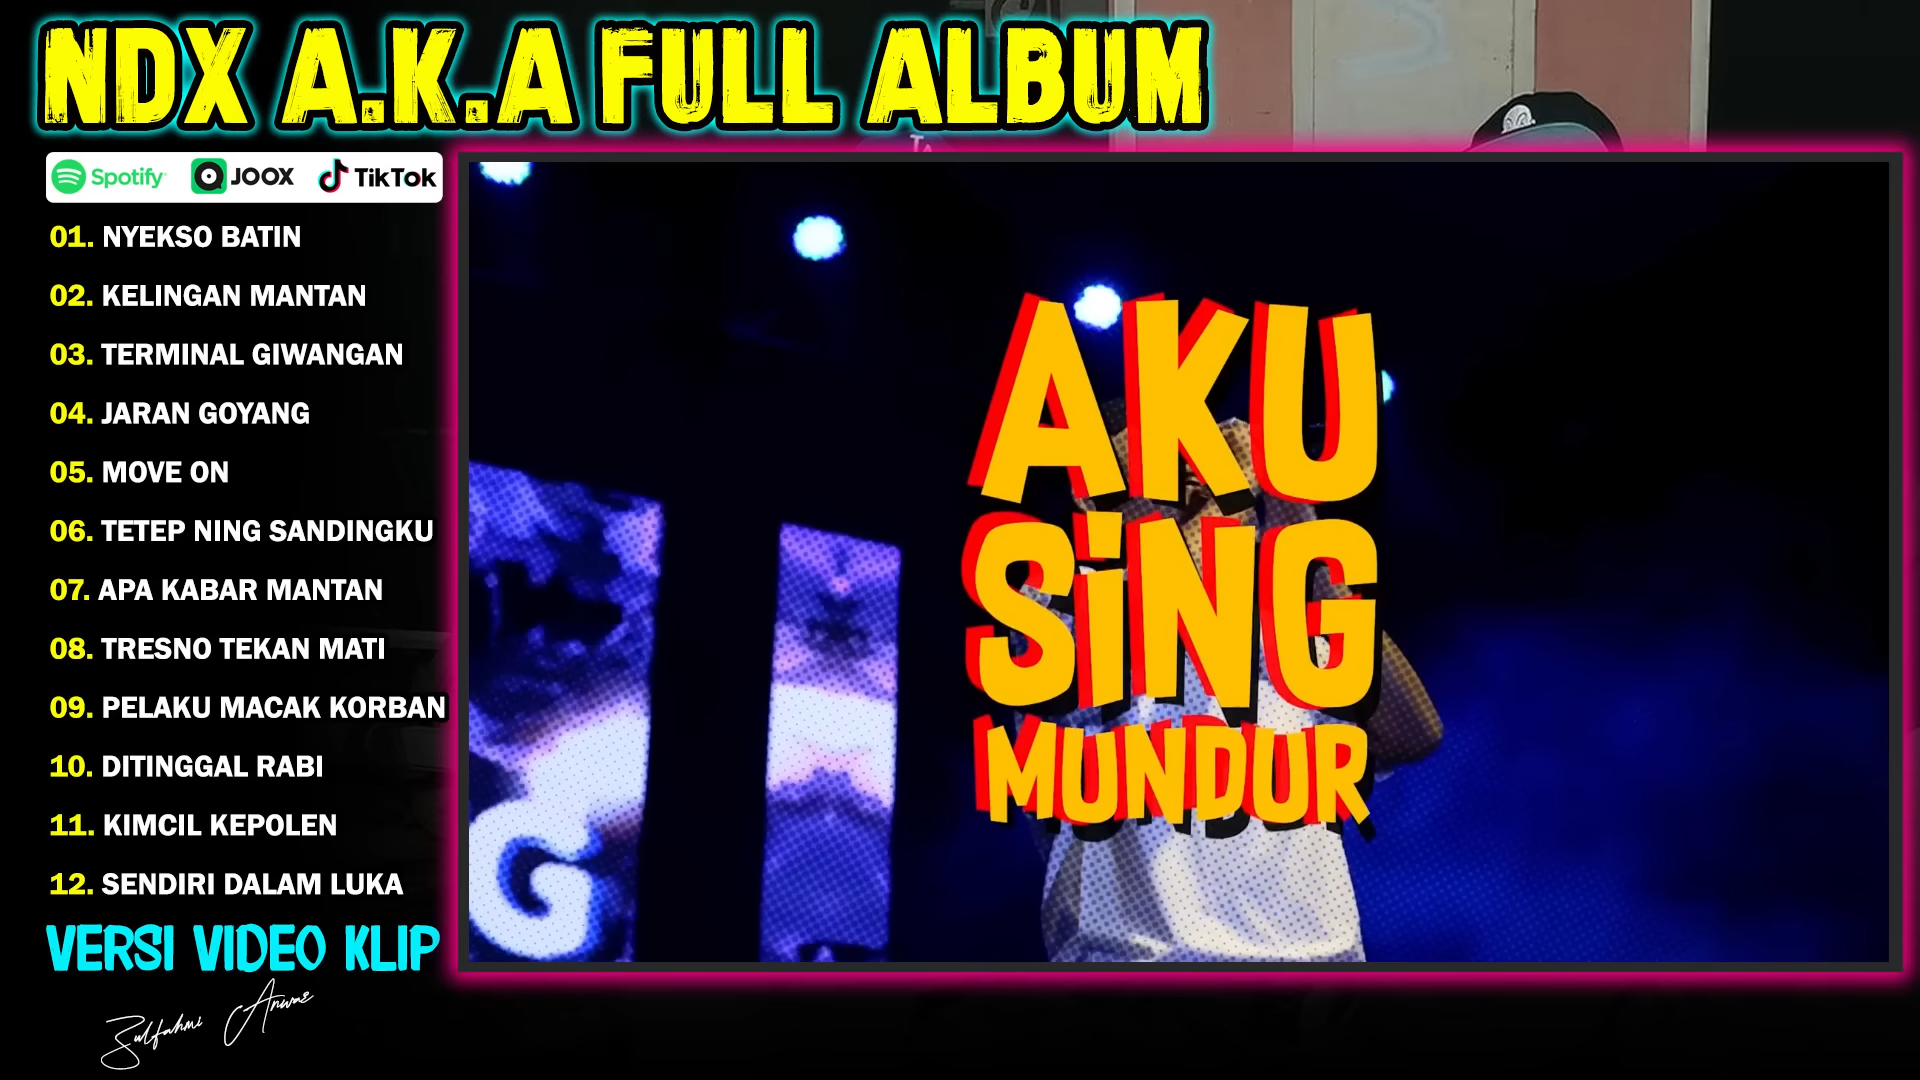 NDX A.K.A FULL ALBUM
Spotify JOOX TikTok
01. NYEKSO BATIN
02. KELINGAN MANTAN
03. TERMINAL GIWANGAN
04. JARAN GOYANG
05. MOVE ON
06. TETEP NING SANDINGKU
07. APA KABAR MANTAN
08. TRESNO TEKAN MATI
09. PELAKU MACAK KORBAN
10. DITINGGAL RABI
11. KIMCIL KEPOLEN
12. SENDIRI DALAM LUKA
VERSI VIDEO KLIP
Zulfahmi Anwar
AKU
SiNG
MUNDUR
G